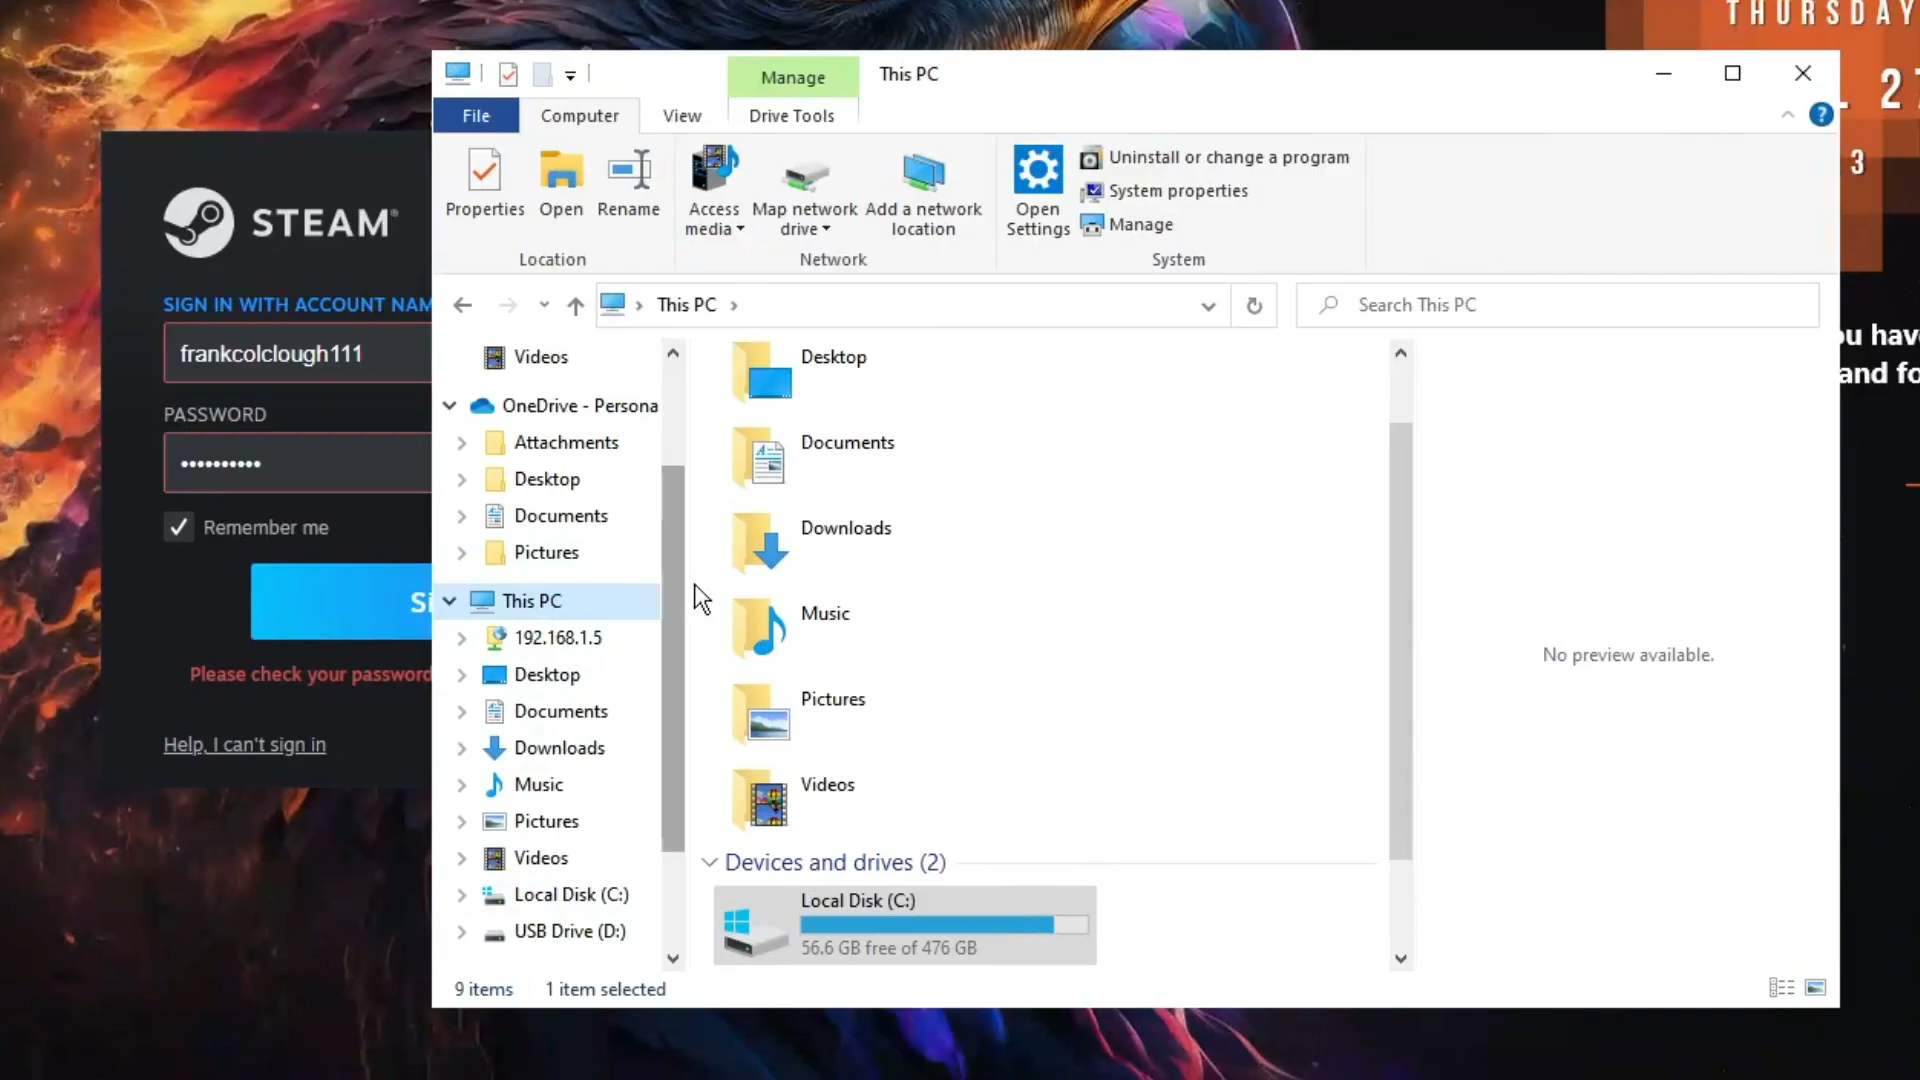 THURSDAY
27
3
Manage
This PC
File
Computer
View
Drive Tools
Properties
Open
Rename
Access media
Map network drive
Add a network location
Open Settings
Uninstall or change a program
System properties
Manage
Location
Network
System
This PC
Search This PC
STEAM
SIGN IN WITH ACCOUNT NAM
frankcolclough111
PASSWORD
••••••••••
Remember me
Si
Please check your password
Help, I can't sign in
Videos
OneDrive - Persona
Attachments
Desktop
Documents
Pictures
This PC
192.168.1.5
Desktop
Documents
Downloads
Music
Pictures
Videos
Local Disk (C:)
USB Drive (D:)
Desktop
Documents
Downloads
Music
Pictures
Videos
Devices and drives (2)
Local Disk (C:)
56.6 GB free of 476 GB
No preview available.
9 items
1 item selected
ou hav
and fo